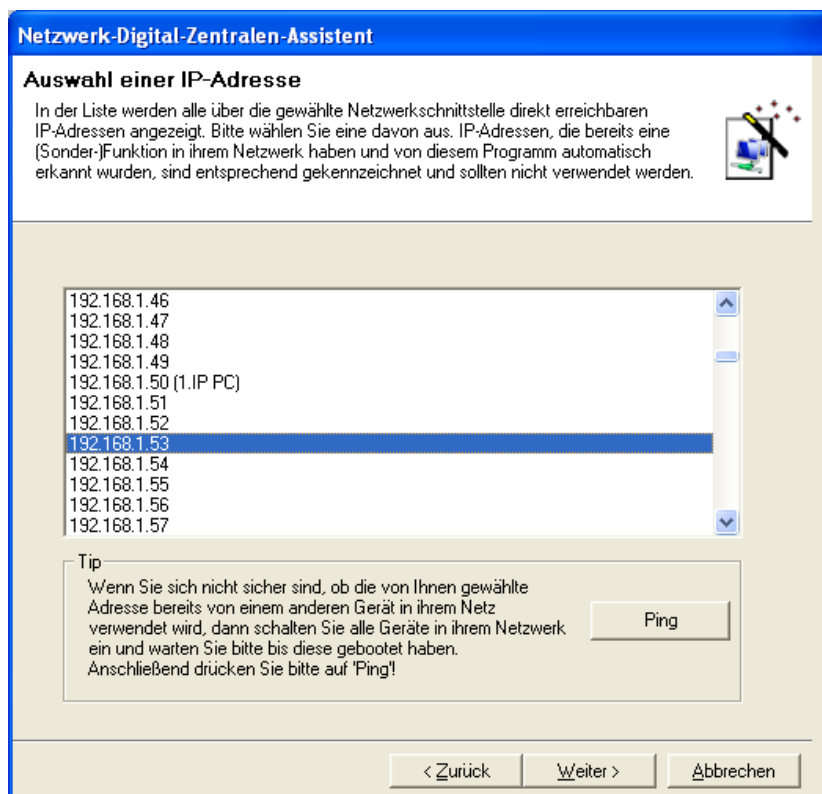 Netzwerk-Digital-Zentralen-Assistent
Auswahl einer IP-Adresse
In der Liste werden alle über die gewählte Netzwerkschnittstelle direkt erreichbaren
IP-Adressen angezeigt. Bitte wählen Sie eine davon aus. IP-Adressen, die bereits eine
(Sonder-)Funktion in ihrem Netzwerk haben und von diesem Programm automatisch
erkannt wurden, sind entsprechend gekennzeichnet und sollten nicht verwendet werden.
192.168.1.46
192.168.1.47
192.168.1.48
192.168.1.49
192.168.1.50 (1.IP PC)
192.168.1.51
192.168.1.52
192.168.1.53
192.168.1.54
192.168.1.55
192.168.1.56
192.168.1.57
Tip
Wenn Sie sich nicht sicher sind, ob die von Ihnen gewählte
Adresse bereits von einem anderen Gerät in ihrem Netz
verwendet wird, dann schalten Sie alle Geräte in ihrem Netzwerk
ein und warten Sie bitte bis diese gebootet haben.
Anschließend drücken Sie bitte auf 'Ping'!
Ping
< Zurück
Weiter >
Abbrechen